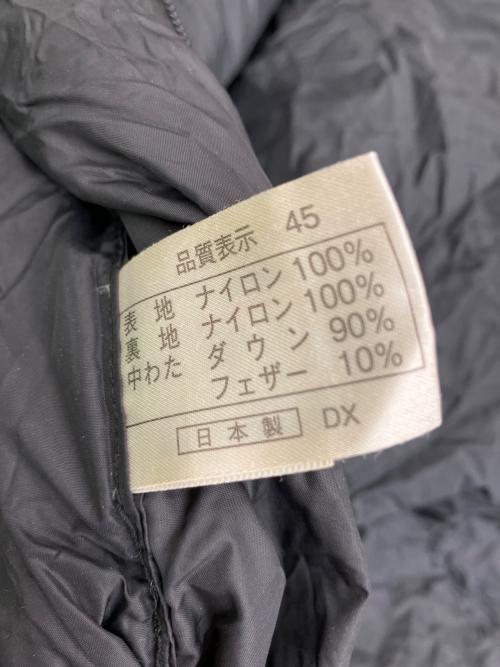 品質表示 45
表 地 ナイロン 100%
裏 地 ナイロン 100%
中わた ダウン 90%
フェザー 10%
日本製 DX